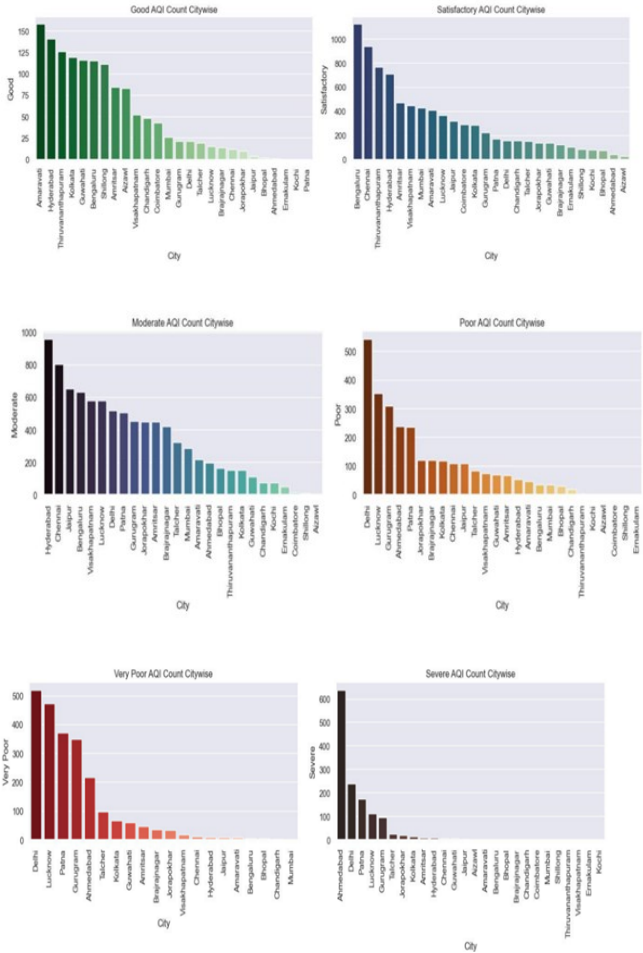 Good AQI Count Citywise
150
125
100
75
50
25
0
Good
Amaravati
Hyderabad
Thiruvananthapuram
Kolkata
Guwahati
Bengaluru
Shillong
Amritsar
Aizawl
Visakhapatnam
Chandigarh
Coimbatore
Mumbai
Gurugram
Delhi
Talcher
Lucknow
Brajrajnagar
Chennai
Jorapokhar
Jaipur
Bhopal
Ahmedabad
Ernakulam
Kochi
Patna
City
Satisfactory AQI Count Citywise
1000
800
600
400
200
0
Satisfactory
Bengaluru
Chennai
Thiruvananthapuram
Hyderabad
Amritsar
Visakhapatnam
Mumbai
Amaravati
Lucknow
Jaipur
Coimbatore
Kolkata
Gurugram
Patna
Delhi
Chandigarh
Talcher
Jorapokhar
Guwahati
Brajrajnagar
Ernakulam
Shillong
Kochi
Bhopal
Ahmedabad
Aizawl
City
Moderate AQI Count Citywise
1000
800
600
400
200
0
Moderate
Hyderabad
Chennai
Jaipur
Bengaluru
Visakhapatnam
Lucknow
Delhi
Patna
Gurugram
Jorapokhar
Amritsar
Brajrajnagar
Talcher
Mumbai
Amaravati
Ahmedabad
Bhopal
Thiruvananthapuram
Kolkata
Guwahati
Chandigarh
Kochi
Ernakulam
Coimbatore
Shillong
Aizawl
City
Poor AQI Count Citywise
500
400
300
200
100
0
Poor
Delhi
Lucknow
Gurugram
Ahmedabad
Patna
Jorapokhar
Brajrajnagar
Kolkata
Chennai
Jaipur
Talcher
Visakhapatnam
Guwahati
Amritsar
Hyderabad
Amaravati
Bengaluru
Mumbai
Bhopal
Chandigarh
Thiruvananthapuram
Kochi
Aizawl
Coimbatore
Shillong
Ernakulam
City
Very Poor AQI Count Citywise
500
400
300
200
100
0
Very Poor
Delhi
Lucknow
Patna
Gurugram
Ahmedabad
Talcher
Kolkata
Guwahati
Amritsar
Brajrajnagar
Jorapokhar
Visakhapatnam
Chennai
Hyderabad
Jaipur
Amaravati
Bengaluru
Bhopal
Chandigarh
Mumbai
City
Severe AQI Count Citywise
600
500
400
300
200
100
0
Severe
Ahmedabad
Delhi
Patna
Lucknow
Gurugram
Talcher
Jorapokhar
Kolkata
Amritsar
Hyderabad
Chennai
Guwahati
Jaipur
Aizawl
Amaravati
Bengaluru
Bhopal
Brajrajnagar
Chandigarh
Coimbatore
Mumbai
Shillong
Thiruvananthapuram
Visakhapatnam
Ernakulam
Kochi
City